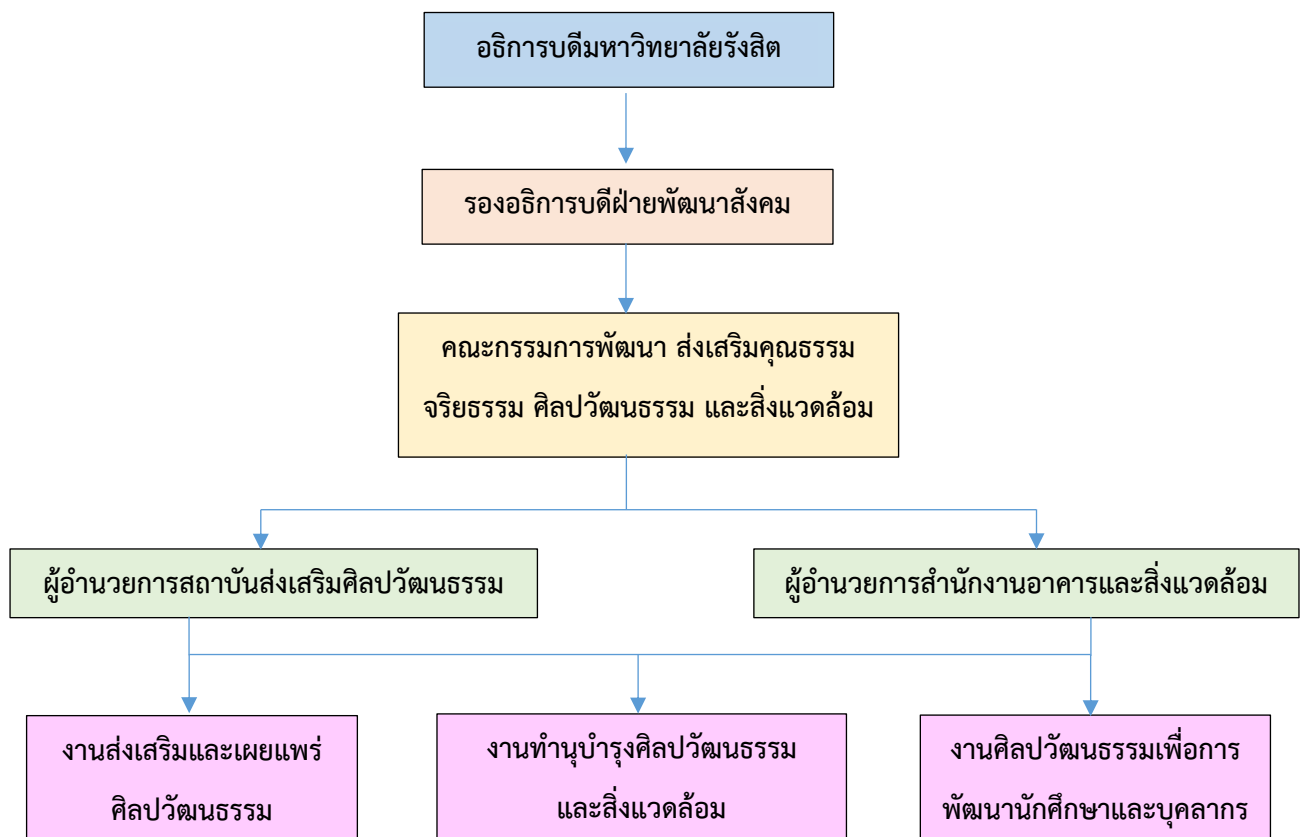 อธิการบดีมหาวิทยาลัยรังสิต
รองอธิการบดีฝ่ายพัฒนาสังคม
คณะกรรมการพัฒนา ส่งเสริมคุณธรรม
จริยธรรม ศิลปวัฒนธรรม และสิ่งแวดล้อม
ผู้อำนวยการสถาบันส่งเสริมศิลปวัฒนธรรม
ผู้อำนวยการสำนักงานอาคารและสิ่งแวดล้อม
งานส่งเสริมและเผยแพร่
ศิลปวัฒนธรรม
งานทำนุบำรุงศิลปวัฒนธรรม
และสิ่งแวดล้อม
งานศิลปวัฒนธรรมเพื่อการ
พัฒนานักศึกษาและบุคลากร